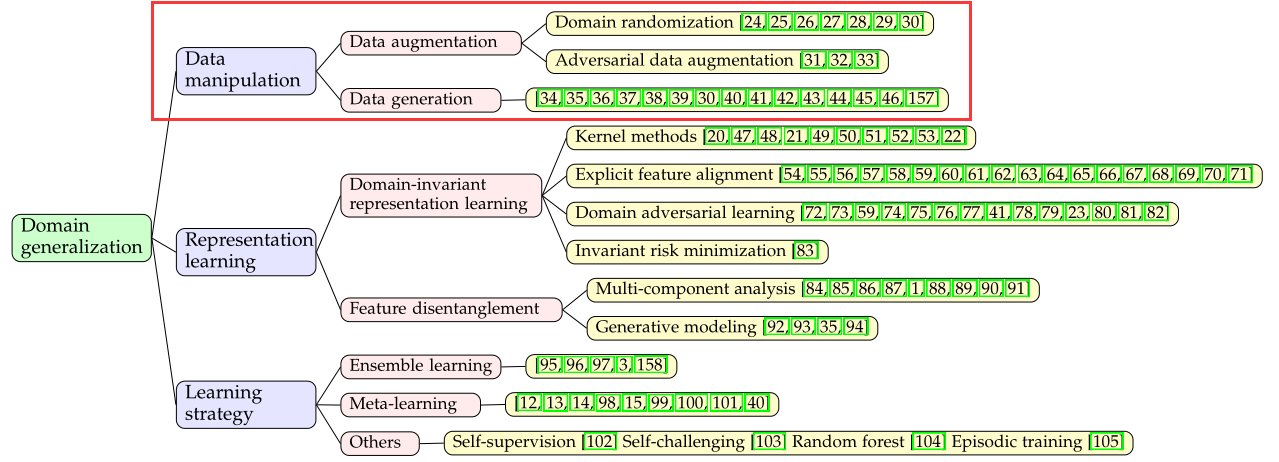 Domain randomization [24, 25, 26, 27, 28, 29, 30]
Data augmentation
Data
manipulation
Adversarial data augmentation [31, 32, 33]
Data generation
[34, 35, 36, 37, 38, 39, 30, 40, 41, 42, 43, 44, 45, 46, 157]
Kernel methods [20, 47, 48, 21, 49, 50, 51, 52, 53, 22]
Explicit feature alignment [54, 55, 56, 57, 58, 59, 60, 61, 62, 63, 64, 65, 66, 67, 68, 69, 70, 71]
Domain-invariant
representation learning
Domain adversarial learning [72, 73, 59, 74, 75, 76, 77, 41, 78, 79, 23, 80, 81, 82]
Domain
generalization
Representation
learning
Invariant risk minimization [83]
Multi-component analysis [84, 85, 86, 87, 1, 88, 89, 90, 91]
Feature disentanglement
Generative modeling [92, 93, 35, 94]
Ensemble learning
[95, 96, 97, 3, 158]
Learning
strategy
Meta-learning
[12, 13, 14, 98, 15, 99, 100, 101, 40]
Others
Self-supervision [102] Self-challenging [103] Random forest [104] Episodic training [105]